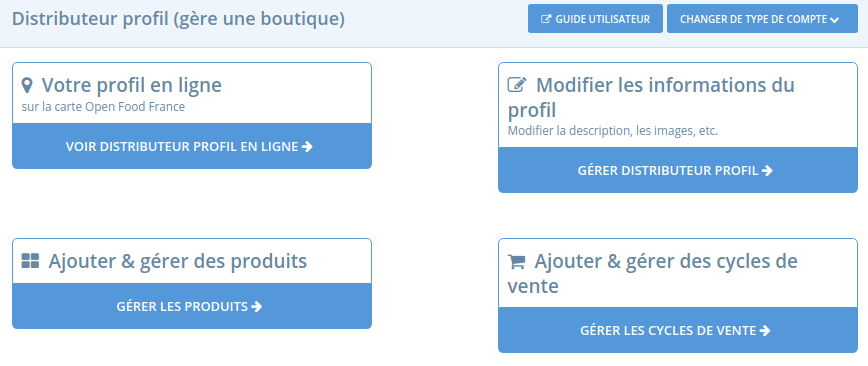 Distributeur profil (gère une boutique)
GUIDE UTILISATEUR
CHANGER DE TYPE DE COMPTE
Votre profil en ligne
sur la carte Open Food France
VOIR DISTRIBUTEUR PROFIL EN LIGNE
Modifier les informations du
profil
Modifier la description, les images, etc.
GÉRER DISTRIBUTEUR PROFIL
Ajouter & gérer des produits
GÉRER LES PRODUITS
Ajouter & gérer des cycles de
vente
GÉRER LES CYCLES DE VENTE